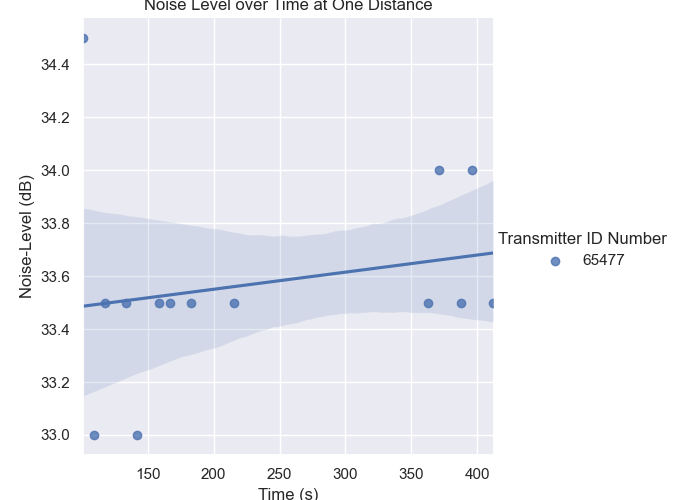 Noise Level over Time at One Distance
34.4
34.2
34.0
33.8
33.6
33.4
33.2
33.0
Noise-Level (dB)
150 200 250 300 350 400
Time (s)
Transmitter ID Number
65477